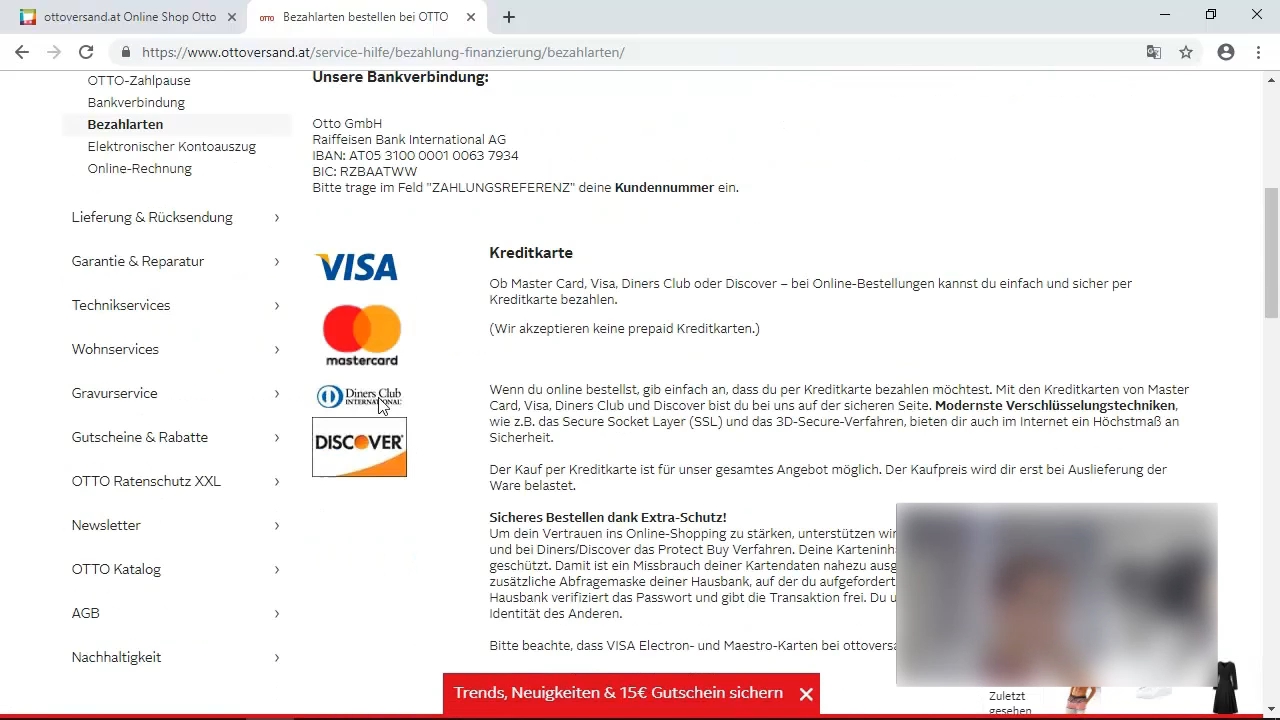 ottoversand.at Online Shop Otto
OTTO Bezahlarten bestellen bei OTTO
https://www.ottoversand.at/service-hilfe/bezahlung-finanzierung/bezahlarten/
OTTO-Zahlpause
Bankverbindung
Bezahlarten
Elektronischer Kontoauszug
Online-Rechnung
Lieferung & Rücksendung
Garantie & Reparatur
Technikservices
Wohnservices
Gravurservice
Gutscheine & Rabatte
OTTO Ratenschutz XXL
Newsletter
OTTO Katalog
AGB
Nachhaltigkeit
Unsere Bankverbindung:
Otto GmbH
Raiffeisen Bank International AG
IBAN: AT05 3100 0001 0063 7934
BIC: RZBAATWW
Bitte trage im Feld "ZAHLUNGSREFERENZ" deine Kundennummer ein.
VISA
mastercard
Diners Club
INTERNATIONAL
DISCOVER
Kreditkarte
Ob Master Card, Visa, Diners Club oder Discover – bei Online-Bestellungen kannst du einfach und sicher per
Kreditkarte bezahlen.
(Wir akzeptieren keine prepaid Kreditkarten.)
Wenn du online bestellst, gib einfach an, dass du per Kreditkarte bezahlen möchtest. Mit den Kreditkarten von Master
Card, Visa, Diners Club und Discover bist du bei uns auf der sicheren Seite. Modernste Verschlüsselungstechniken,
wie z.B. das Secure Socket Layer (SSL) und das 3D-Secure-Verfahren, bieten dir auch im Internet ein Höchstmaß an
Sicherheit.
Der Kauf per Kreditkarte ist für unser gesamtes Angebot möglich. Der Kaufpreis wird dir erst bei Auslieferung der
Ware belastet.
Sicheres Bestellen dank Extra-Schutz!
Um dein Vertrauen ins Online-Shopping zu stärken, unterstützen wir
und bei Diners/Discover das Protect Buy Verfahren. Deine Karteninh
geschützt. Damit ist ein Missbrauch deiner Kartendaten nahezu ausg
zusätzliche Abfragemaske deiner Hausbank, auf der du aufgefordert
Hausbank verifiziert das Passwort und gibt die Transaktion frei. Du u
Identität des Anderen.
Bitte beachte, dass VISA Electron- und Maestro-Karten bei ottoversa
Trends, Neuigkeiten & 15€ Gutschein sichern
Zuletzt
gesehen